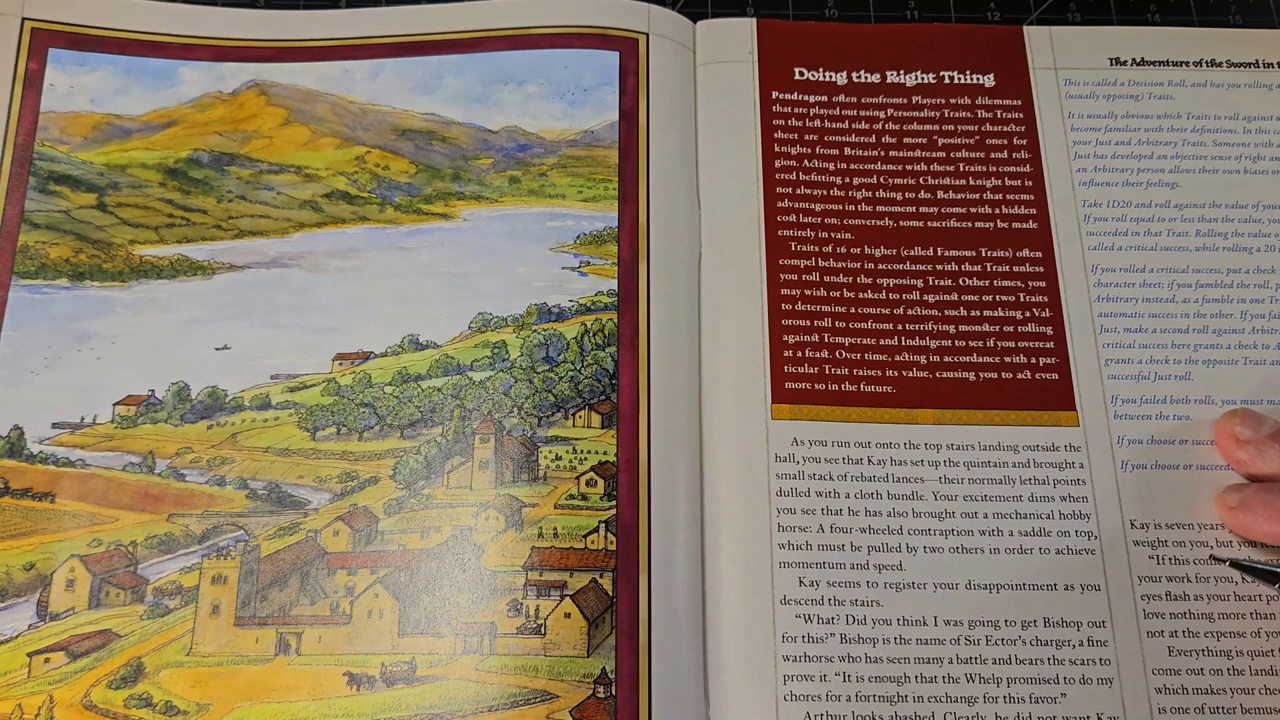 Doing the Right Thing
Pendragon often confronts Players with dilemmas
that are played out using Personality Traits. The Traits
on the left-hand side of the column on your character
sheet are considered the more "positive" ones for
knights from Britain's mainstream culture and reli-
gion. Acting in accordance with these Traits is consid-
ered befitting a good Cymric Christian knight but is
not always the right thing to do. Behavior that seems
advantageous in the moment may come with a hidden
cost later on; conversely, some sacrifices may be made
entirely in vain.
Traits of 16 or higher (called Famous Traits) often
compel behavior in accordance with that Trait unless
you roll under the opposing Trait. Other times, you
may wish or be asked to roll against one or two Traits
to determine a course of action, such as making a Val-
orous roll to confront a terrifying monster or rolling
against Temperate and Indulgent to see if you overeat
at a feast. Over time, acting in accordance with a par-
ticular Trait raises its value, causing you to act even
more so in the future.
As you run out onto the top stairs landing outside the
hall, you see that Kay has set up the quintain and brought a
small stack of rebated lances—their normally lethal points
dulled with a cloth bundle. Your excitement dims when
you see that he has also brought out a mechanical hobby
horse: A four-wheeled contraption with a saddle on top,
which must be pulled by two others in order to achieve
momentum and speed.
Kay seems to register your disappointment as you
descend the stairs.
"What? Did you think I was going to get Bishop out
for this?" Bishop is the name of Sir Ector's charger, a fine
warhorse who has seen many a battle and bears the scars to
prove it. "It is enough that the Whelp promised to do my
chores for a fortnight in exchange for this favor."
Arthur looks abashed. Clearly, he did not want Kay
The Adventure of the Sword in
This is called a Decision Roll, and has you rolling
(usually opposing) Traits.
It is usually obvious which Traits to roll against
become familiar with their definitions. In this
your Just and Arbitrary Traits. Someone with
Just has developed an objective sense of right an
an Arbitrary person allows their own biases or
influence their feelings.
Take 1D20 and roll against the value of your
If you roll equal to or less than the value, you
succeeded in that Trait. Rolling the value
called a critical success, while rolling a 20
If you rolled a critical success, put a check
character sheet; if you fumbled the roll,
Arbitrary instead, as a fumble in one T
automatic success in the other. If you fai
Just, make a second roll against Arbitr
critical success here grants a check to
grants a check to the opposite Trait an
successful Just roll.
If you failed both rolls, you must ma
between the two.
If you choose or succe
If you choose or succeed
Kay is seven years
weight on you, but you
"If this
your work for you, Kay
eyes flash as your heart po
love nothing more than
not at the expense of yo
Everything is quiet
come out on the landi
which makes your che
is one of utter bemus
10
11
12
13
14
15